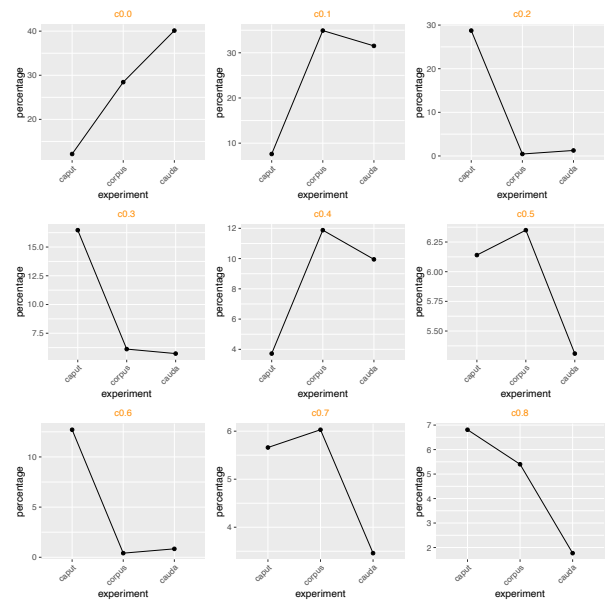 c0.0
percentage
40
30
20
caput
corpus
cauda
experiment
c0.1
percentage
30
20
10
caput
corpus
cauda
experiment
c0.2
percentage
30
20
10
0
caput
corpus
cauda
experiment
c0.3
percentage
15.0
12.5
10.0
7.5
caput
corpus
cauda
experiment
c0.4
percentage
12
10
8
6
4
caput
corpus
cauda
experiment
c0.5
percentage
6.25
6.00
5.75
5.50
caput
corpus
cauda
experiment
c0.6
percentage
10
5
0
caput
corpus
cauda
experiment
c0.7
percentage
6
5
4
caput
corpus
cauda
experiment
c0.8
percentage
7
6
5
4
3
2
caput
corpus
cauda
experiment